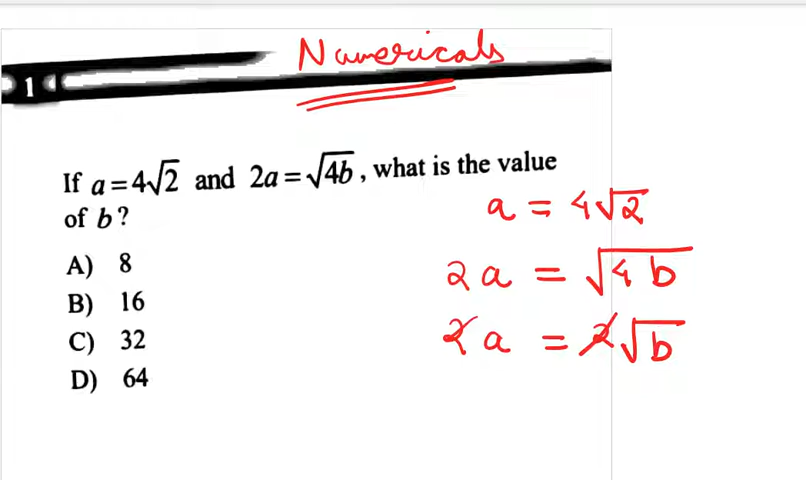 Numericals
1
If a = 4√2 and 2a = √4b, what is the value
of b?
A) 8
B) 16
C) 32
D) 64
a = 4√2
2a = √4b
2a = 2√b